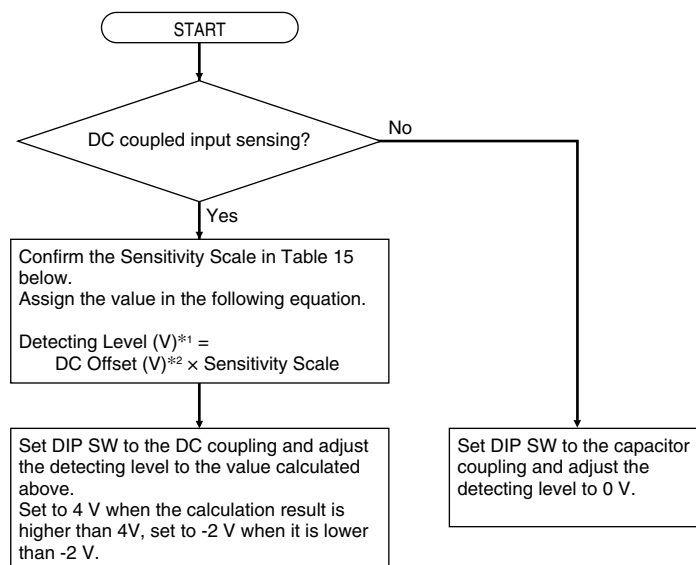 START
DC coupled input sensing?
No
Yes
Confirm the Sensitivity Scale in Table 15
below.
Assign the value in the following equation.
Detecting Level (V)*1 =
DC Offset (V)*2 × Sensitivity Scale
Set DIP SW to the DC coupling and adjust
the detecting level to the value calculated
above.
Set to 4 V when the calculation result is
higher than 4V, set to -2 V when it is lower
than -2 V.
Set DIP SW to the capacitor
coupling and adjust the
detecting level to 0 V.